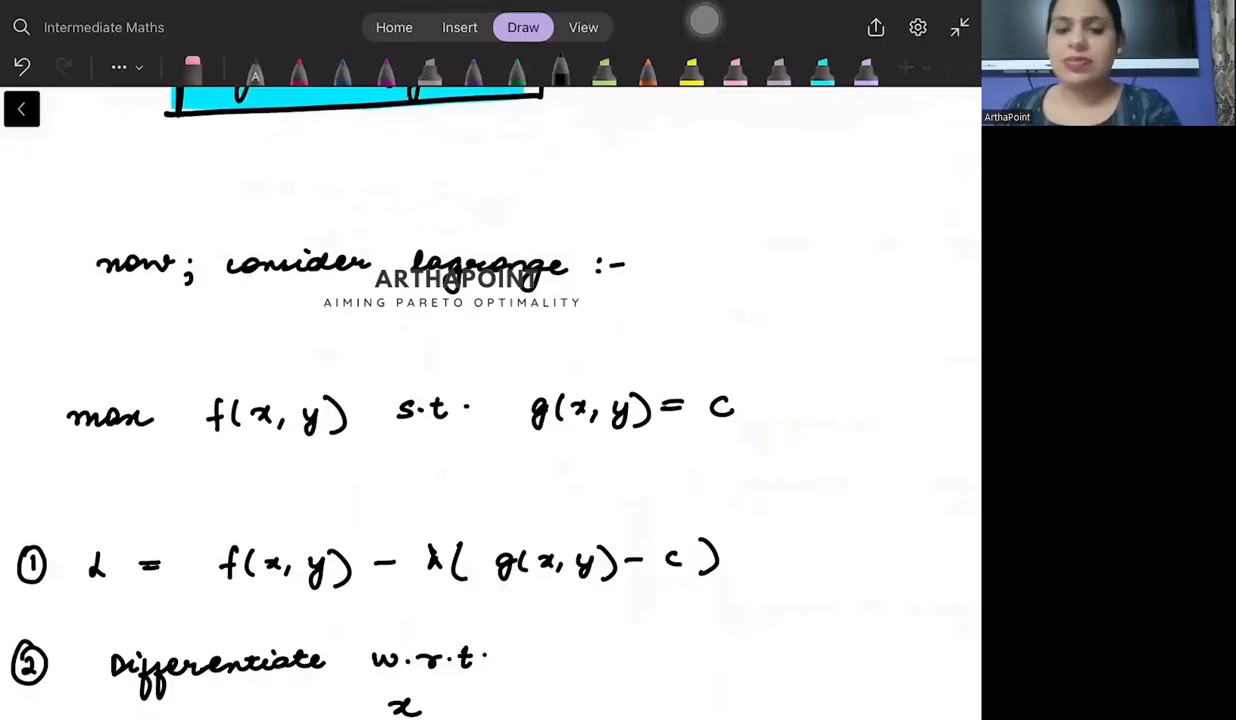 Intermediate Maths
Home Insert Draw View
A
ArthaPoint
now; consider lagrange :-
ARTHAPOINT
AIMING PARETO OPTIMALITY
max f(x, y) s.t. g(x, y) = c
① L = f(x, y) - λ( g(x, y) - c )
② Differentiate w.r.t.
x